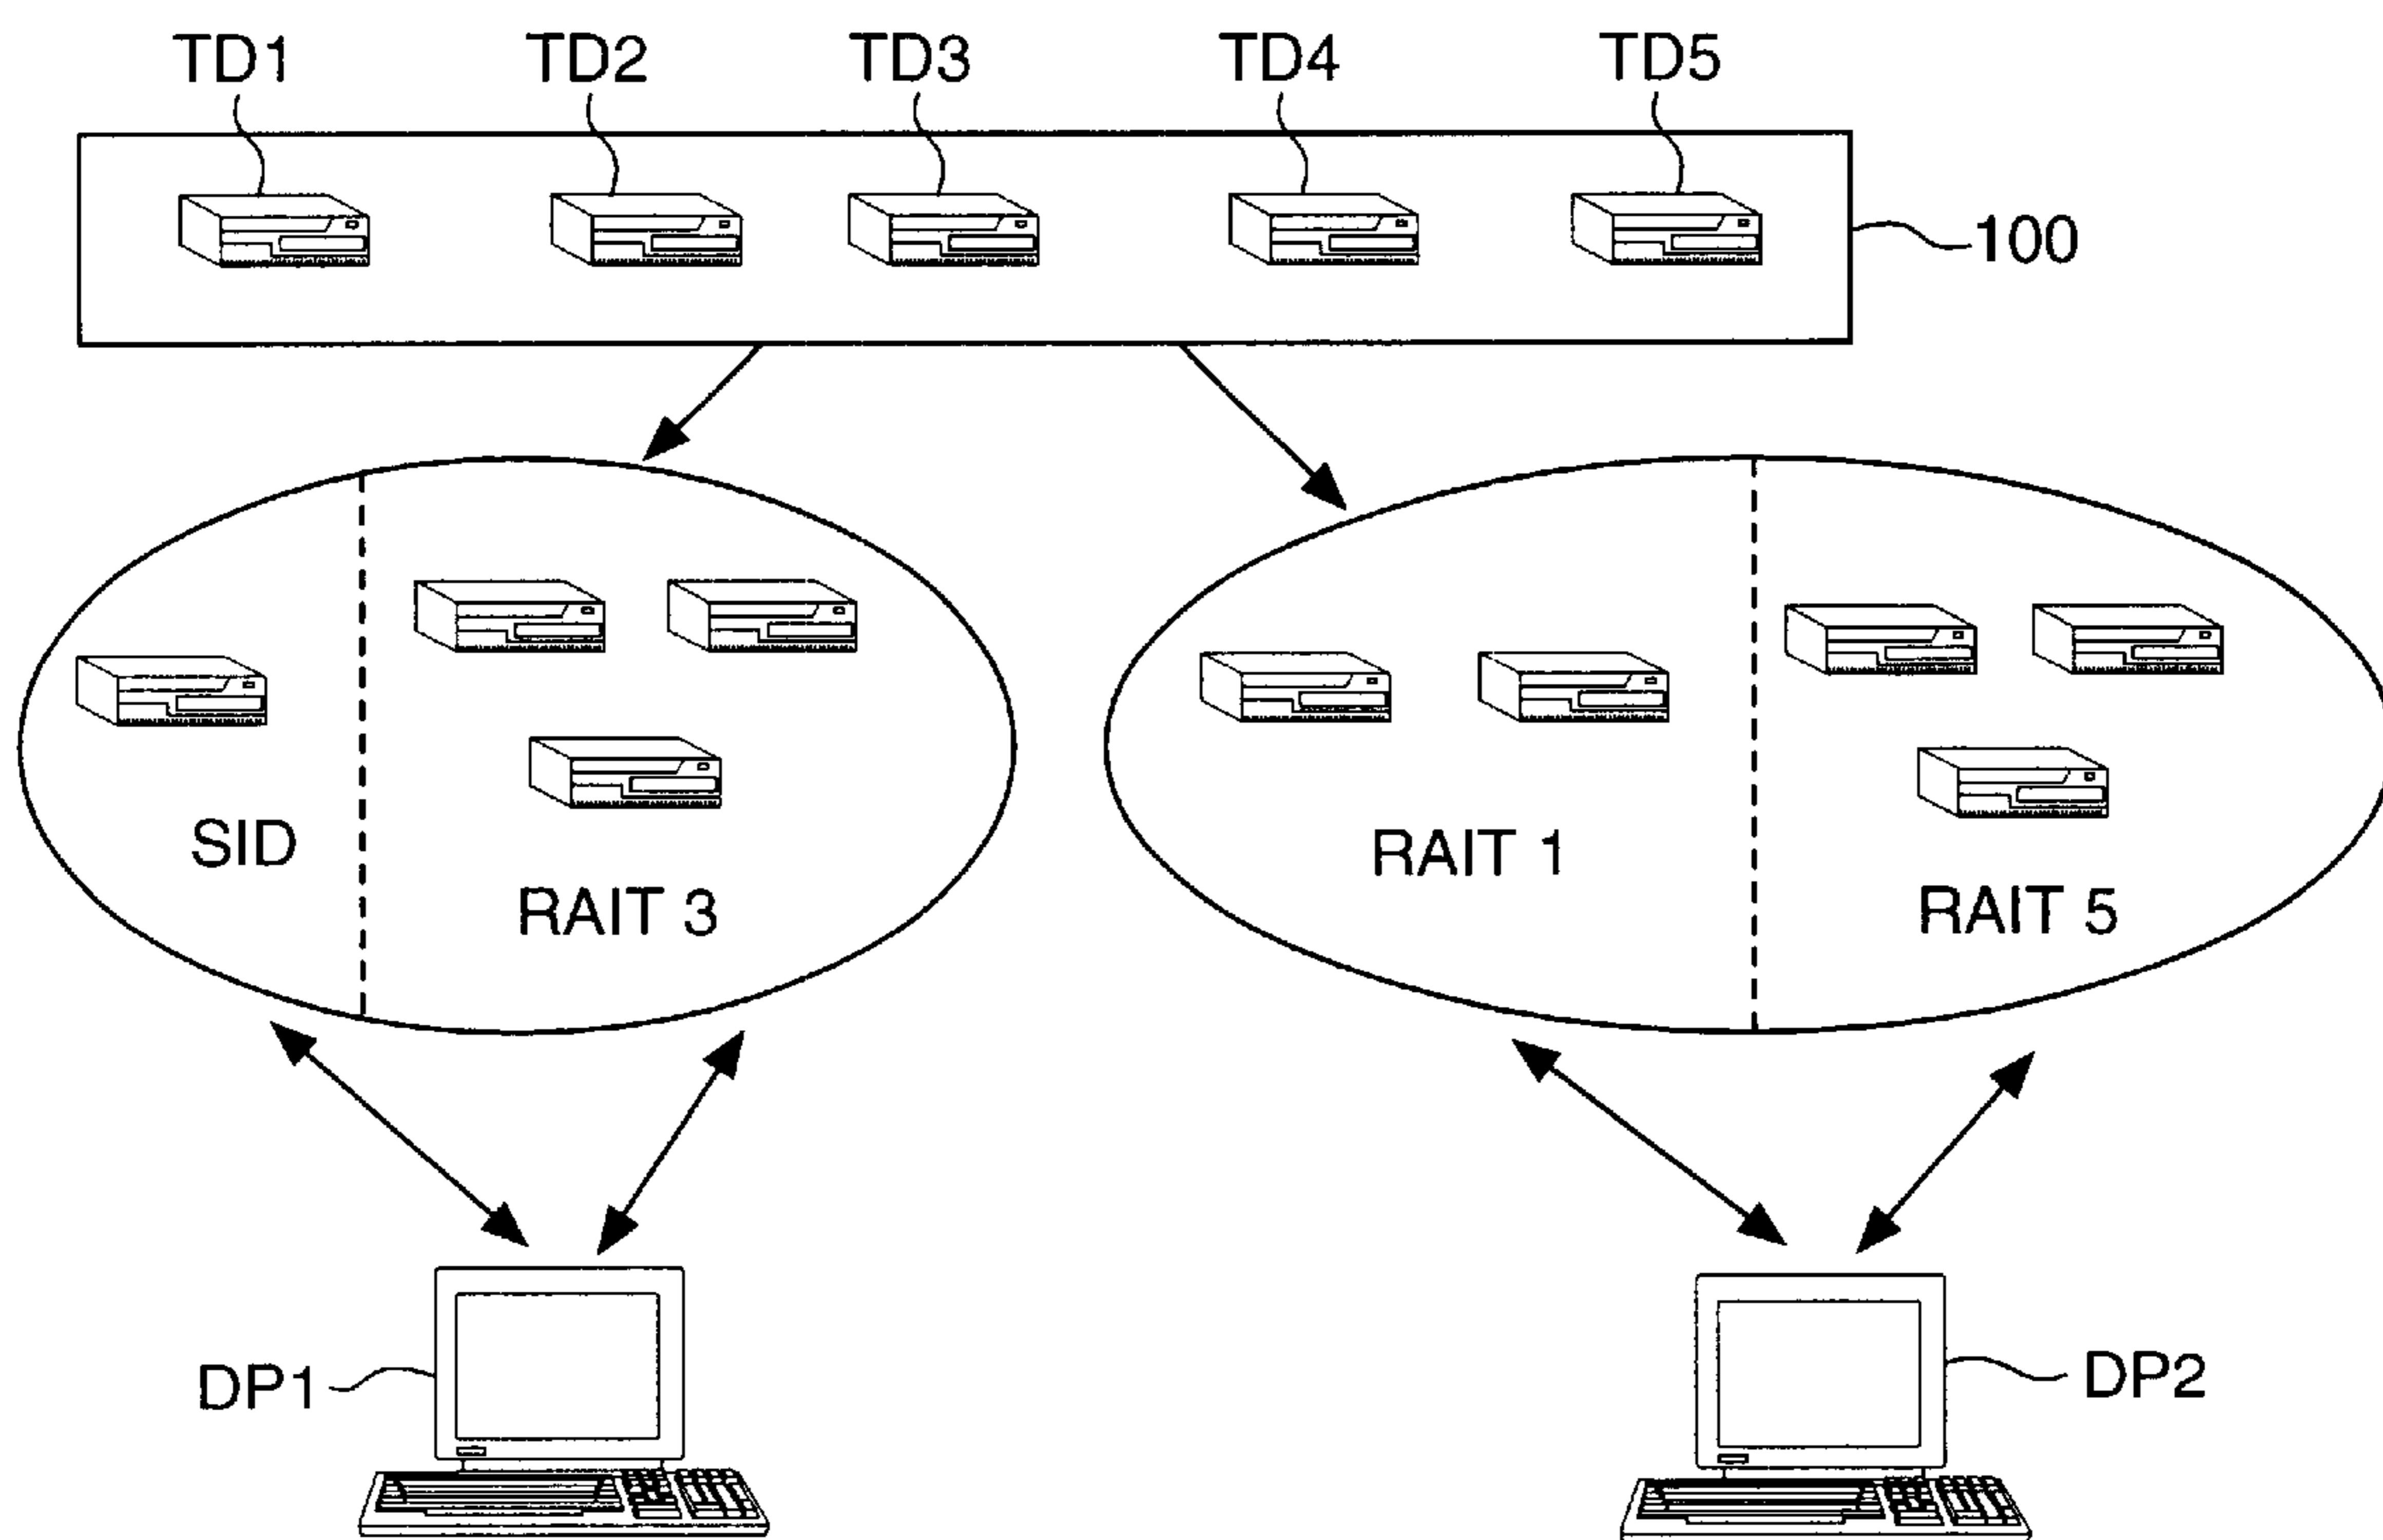 TD1 TD2 TD3 TD4 TD5
100
SID
RAIT 3
RAIT 1
RAIT 5
DP1
DP2